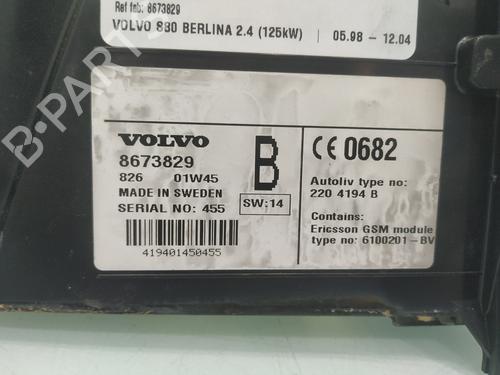 Ref fab: 8673829
VOLVO S80 BERLINA 2.4 (125kW) 05.98 - 12.04
VOLVO
8673829
826 01W45
MADE IN SWEDEN
SERIAL NO: 455
419401450455
B
SW:14
CE 0682
Autoliv type no:
220 4194 B
Contains:
Ericsson GSM module
type no: 6100201-BV
B-PARTS